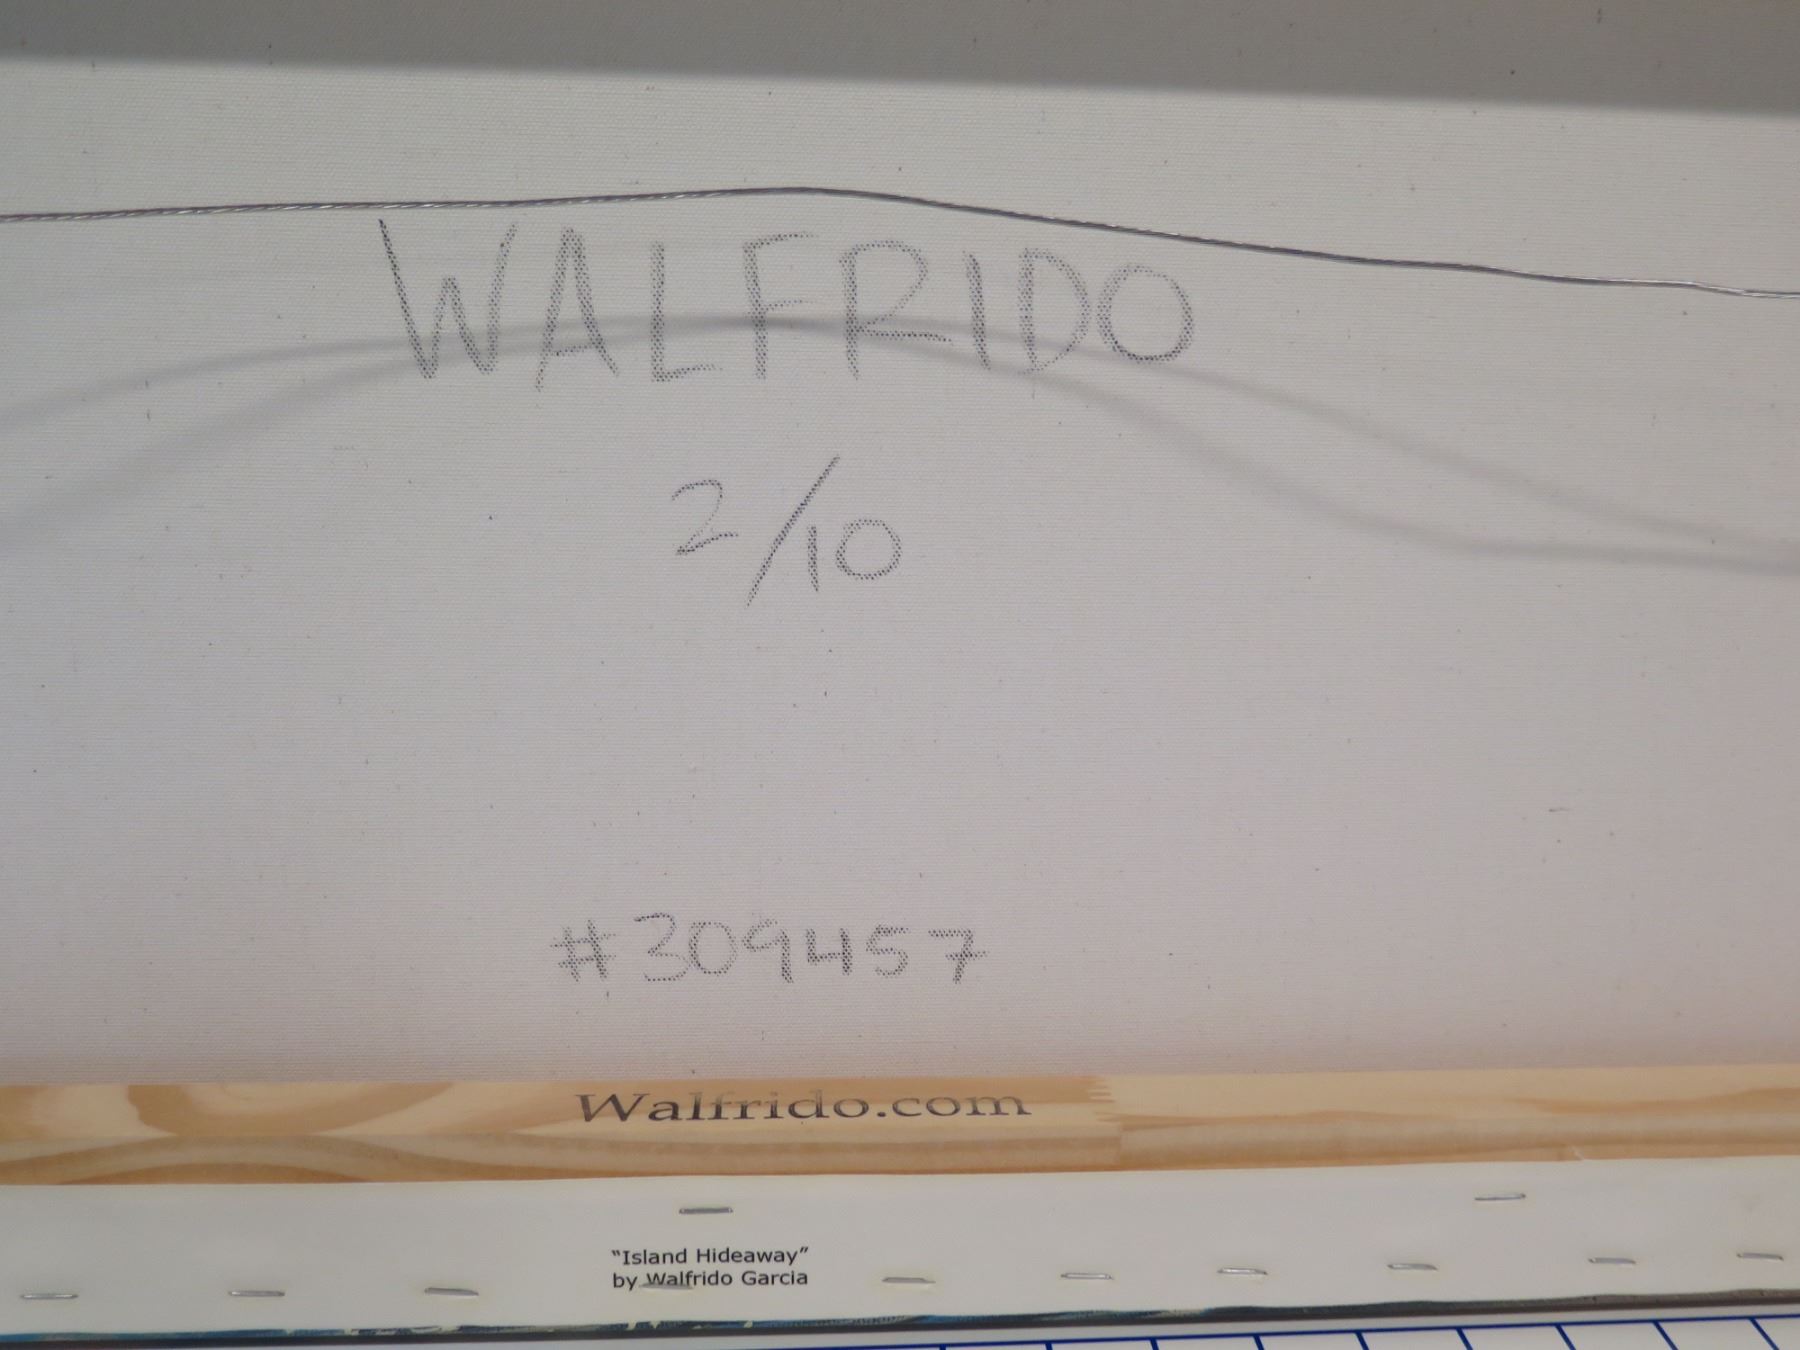 WALFRIDO
2/10
#309457
Walfrido.com
"Island Hideaway"
by Walfrido Garcia